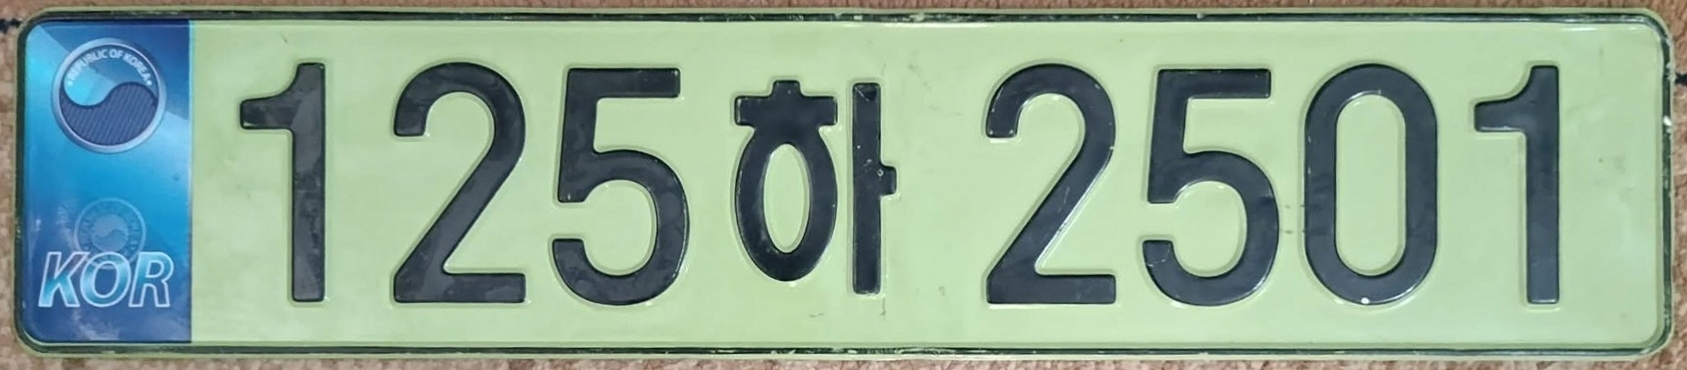 REPUBLIC OF KOREA
KOR
125하 2501